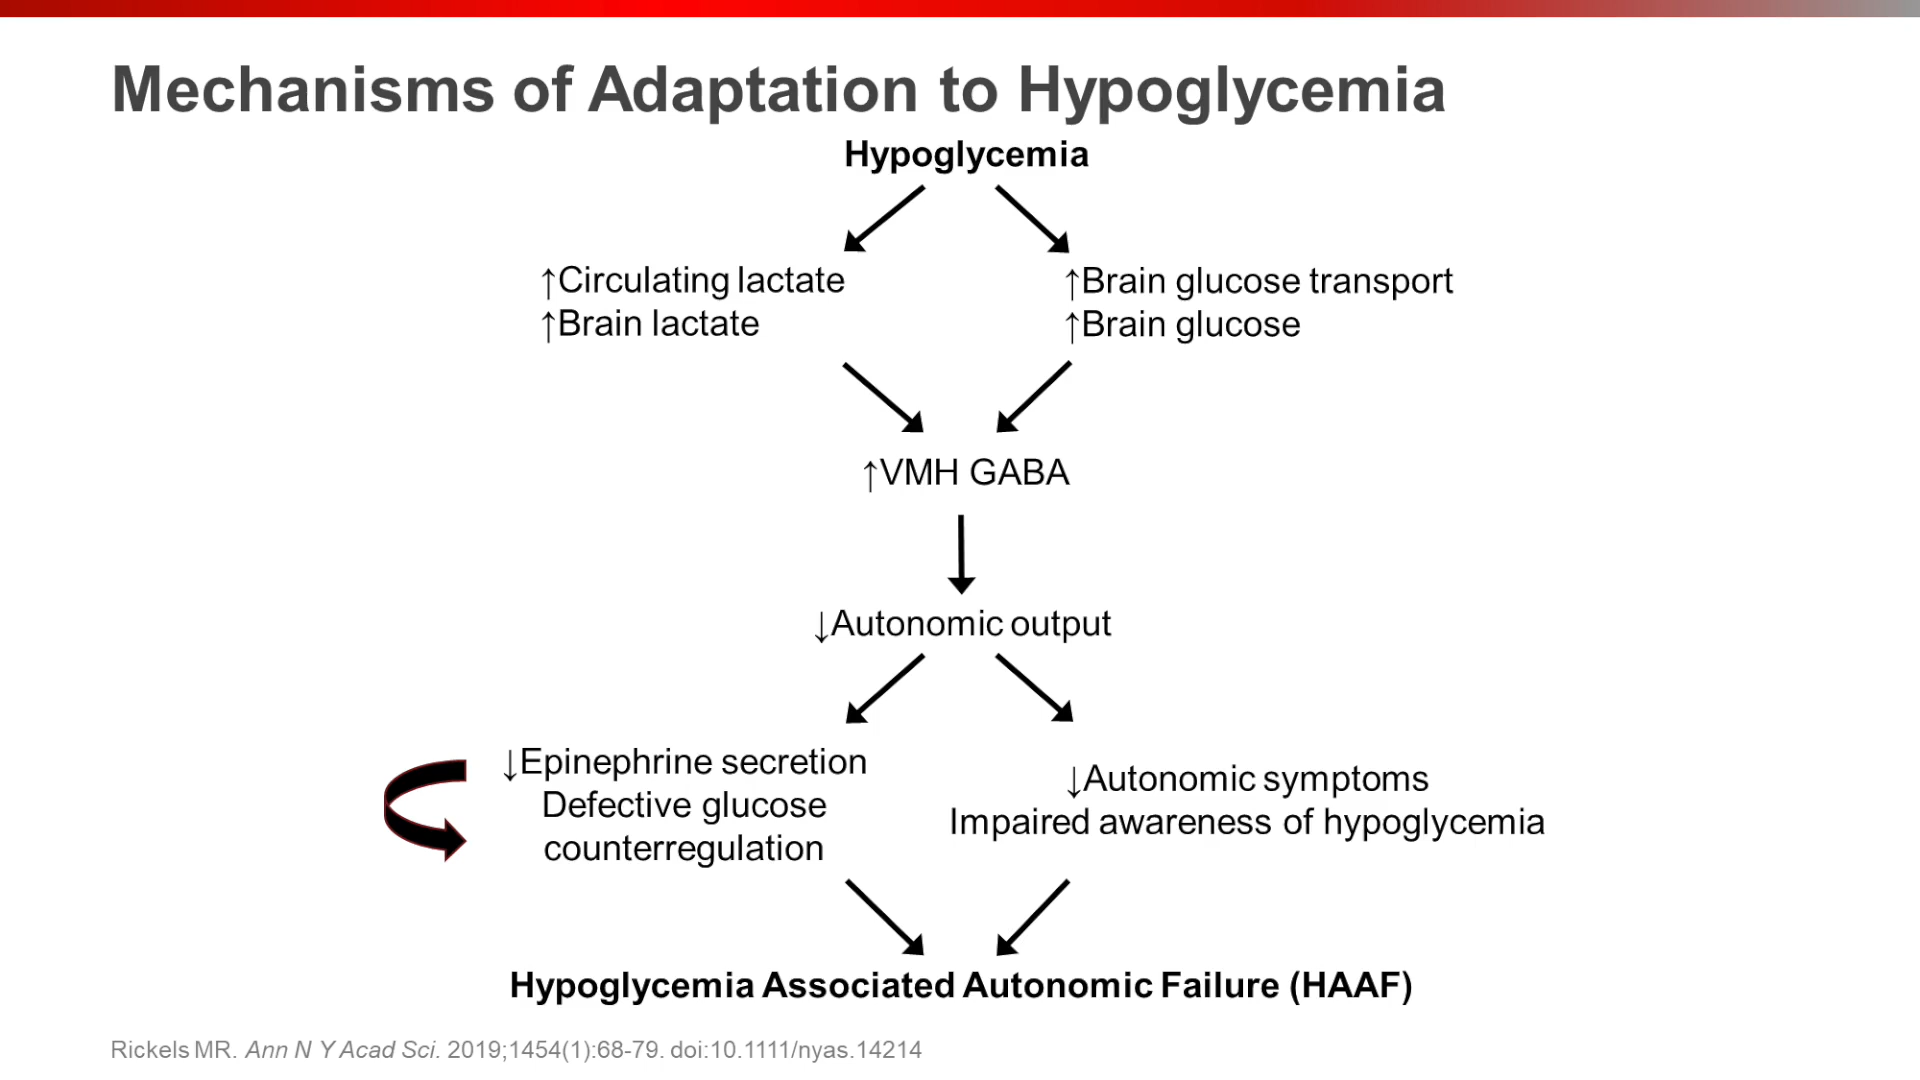 Mechanisms of Adaptation to Hypoglycemia
Hypoglycemia
↑Circulating lactate
↑Brain lactate
↑Brain glucose transport
↑Brain glucose
↑VMH GABA
↓Autonomic output
↓Epinephrine secretion
Defective glucose
counterregulation
↓Autonomic symptoms
Impaired awareness of hypoglycemia
Hypoglycemia Associated Autonomic Failure (HAAF)
Rickels MR. Ann N Y Acad Sci. 2019;1454(1):68-79. doi:10.1111/nyas.14214